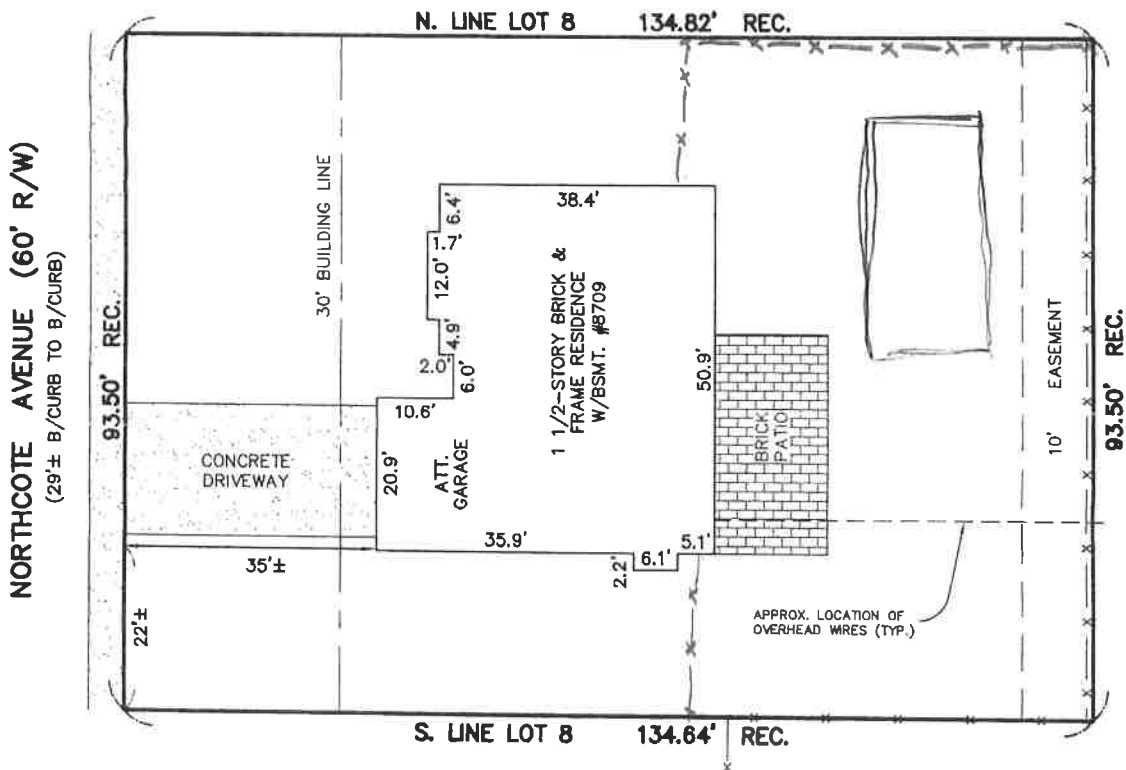 N. LINE LOT 8 134.82' REC.
NORTHCOTE AVENUE (60' R/W)
(29'± B/CURB TO B/CURB)
93.50' REC.
30' BUILDING LINE
38.4'
6.4'
1.7'
12.0'
4.9'
2.0'
6.0'
10.6'
20.9'
ATT.
GARAGE
1 1/2-STORY BRICK &
FRAME RESIDENCE
W/BSMT. #8709
50.9'
BRICK
PATIO
CONCRETE
DRIVEWAY
35'±
22'±
35.9'
2.2'
6.1'
5.1'
APPROX. LOCATION OF
OVERHEAD WIRES (TYP.)
10' EASEMENT
93.50' REC.
S. LINE LOT 8 134.64' REC.